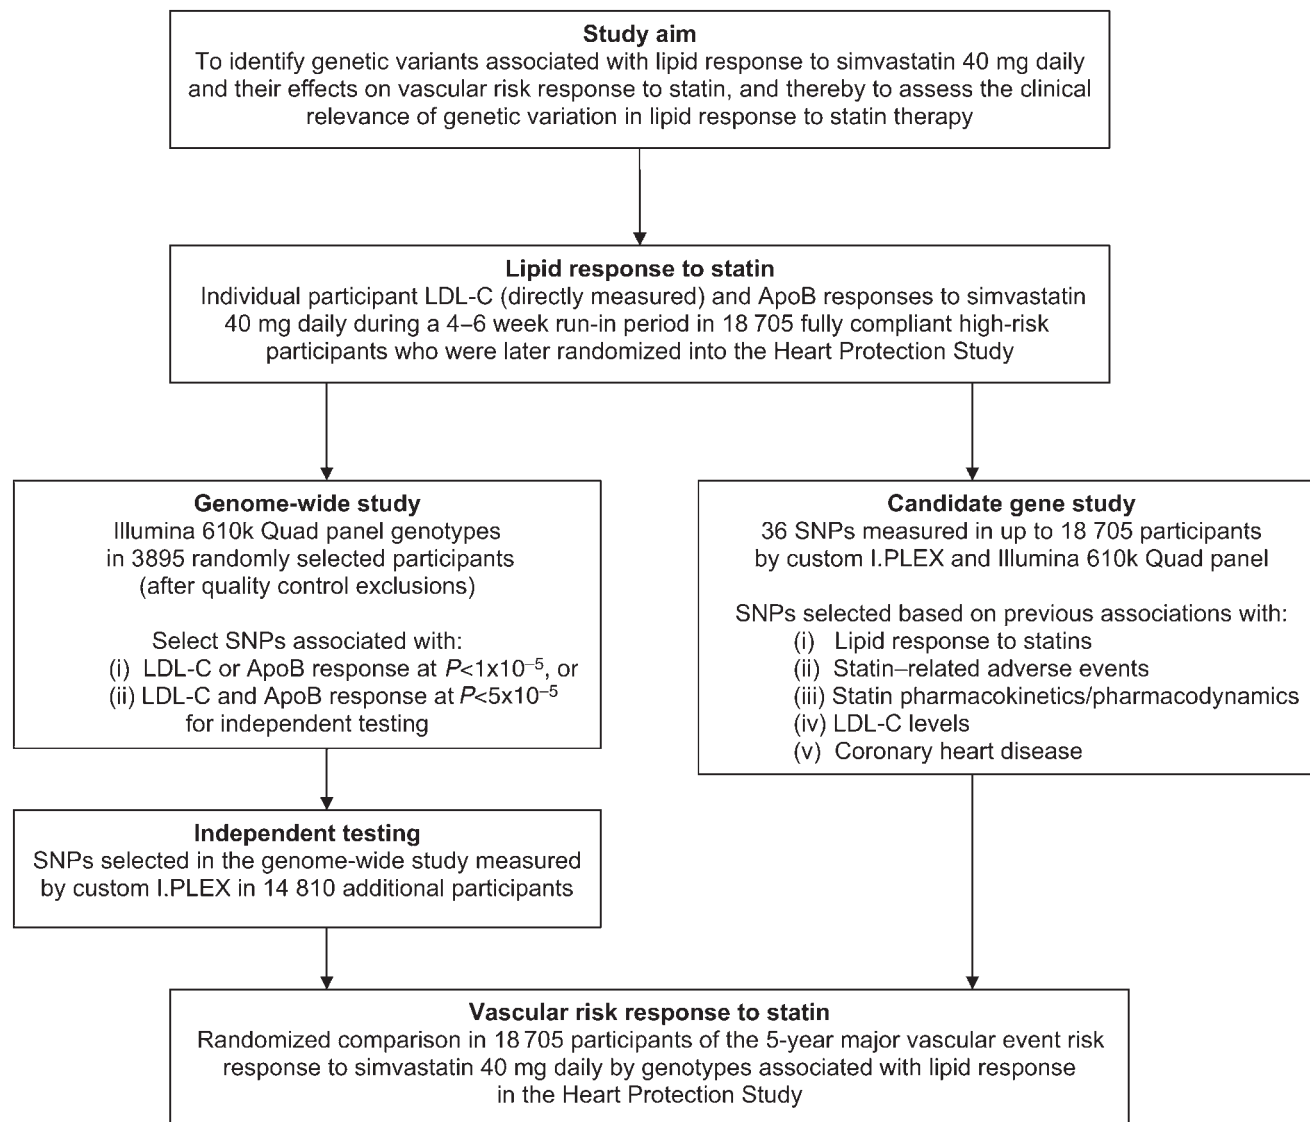 Study aim
To identify genetic variants associated with lipid response to simvastatin 40 mg daily
and their effects on vascular risk response to statin, and thereby to assess the clinical
relevance of genetic variation in lipid response to statin therapy
Lipid response to statin
Individual participant LDL-C (directly measured) and ApoB responses to simvastatin
40 mg daily during a 4–6 week run-in period in 18 705 fully compliant high-risk
participants who were later randomized into the Heart Protection Study
Genome-wide study
Illumina 610k Quad panel genotypes
in 3895 randomly selected participants
(after quality control exclusions)
Select SNPs associated with:
(i) LDL-C or ApoB response at P<1x10⁻⁵, or
(ii) LDL-C and ApoB response at P<5x10⁻⁵
for independent testing
Candidate gene study
36 SNPs measured in up to 18 705 participants
by custom I.PLEX and Illumina 610k Quad panel
SNPs selected based on previous associations with:
(i) Lipid response to statins
(ii) Statin–related adverse events
(iii) Statin pharmacokinetics/pharmacodynamics
(iv) LDL-C levels
(v) Coronary heart disease
Independent testing
SNPs selected in the genome-wide study measured
by custom I.PLEX in 14 810 additional participants
Vascular risk response to statin
Randomized comparison in 18 705 participants of the 5-year major vascular event risk
response to simvastatin 40 mg daily by genotypes associated with lipid response
in the Heart Protection Study